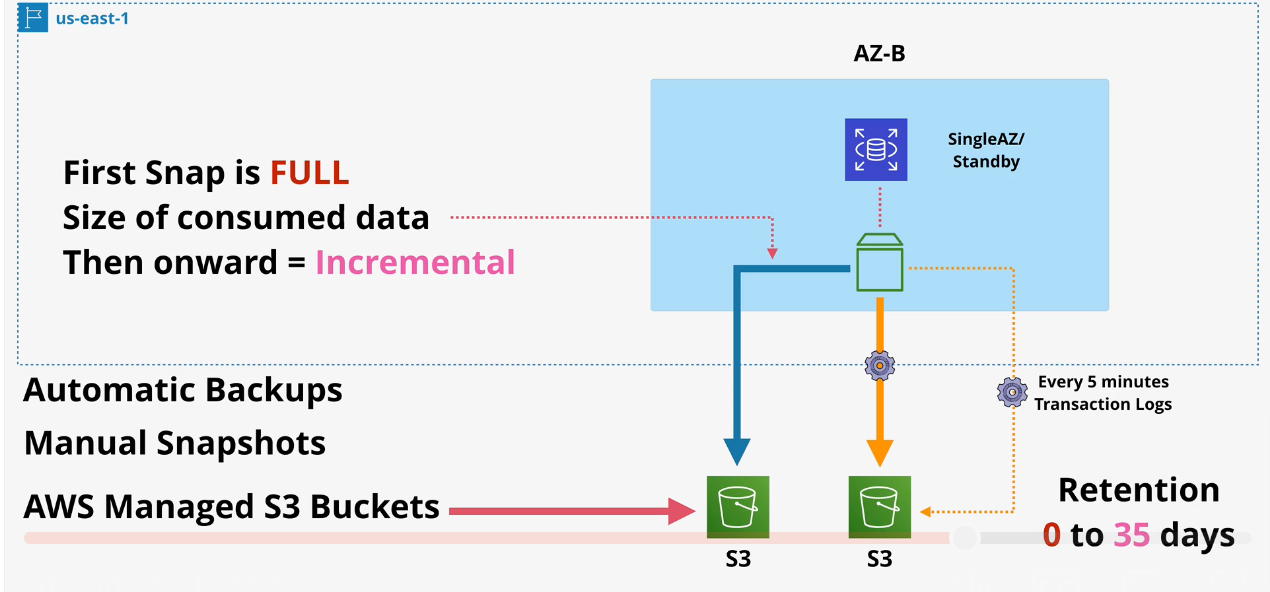 us-east-1
AZ-B
SingleAZ/
Standby
First Snap is FULL
Size of consumed data
Then onward = Incremental
Automatic Backups
Manual Snapshots
AWS Managed S3 Buckets
Every 5 minutes
Transaction Logs
Retention
0 to 35 days
S3
S3